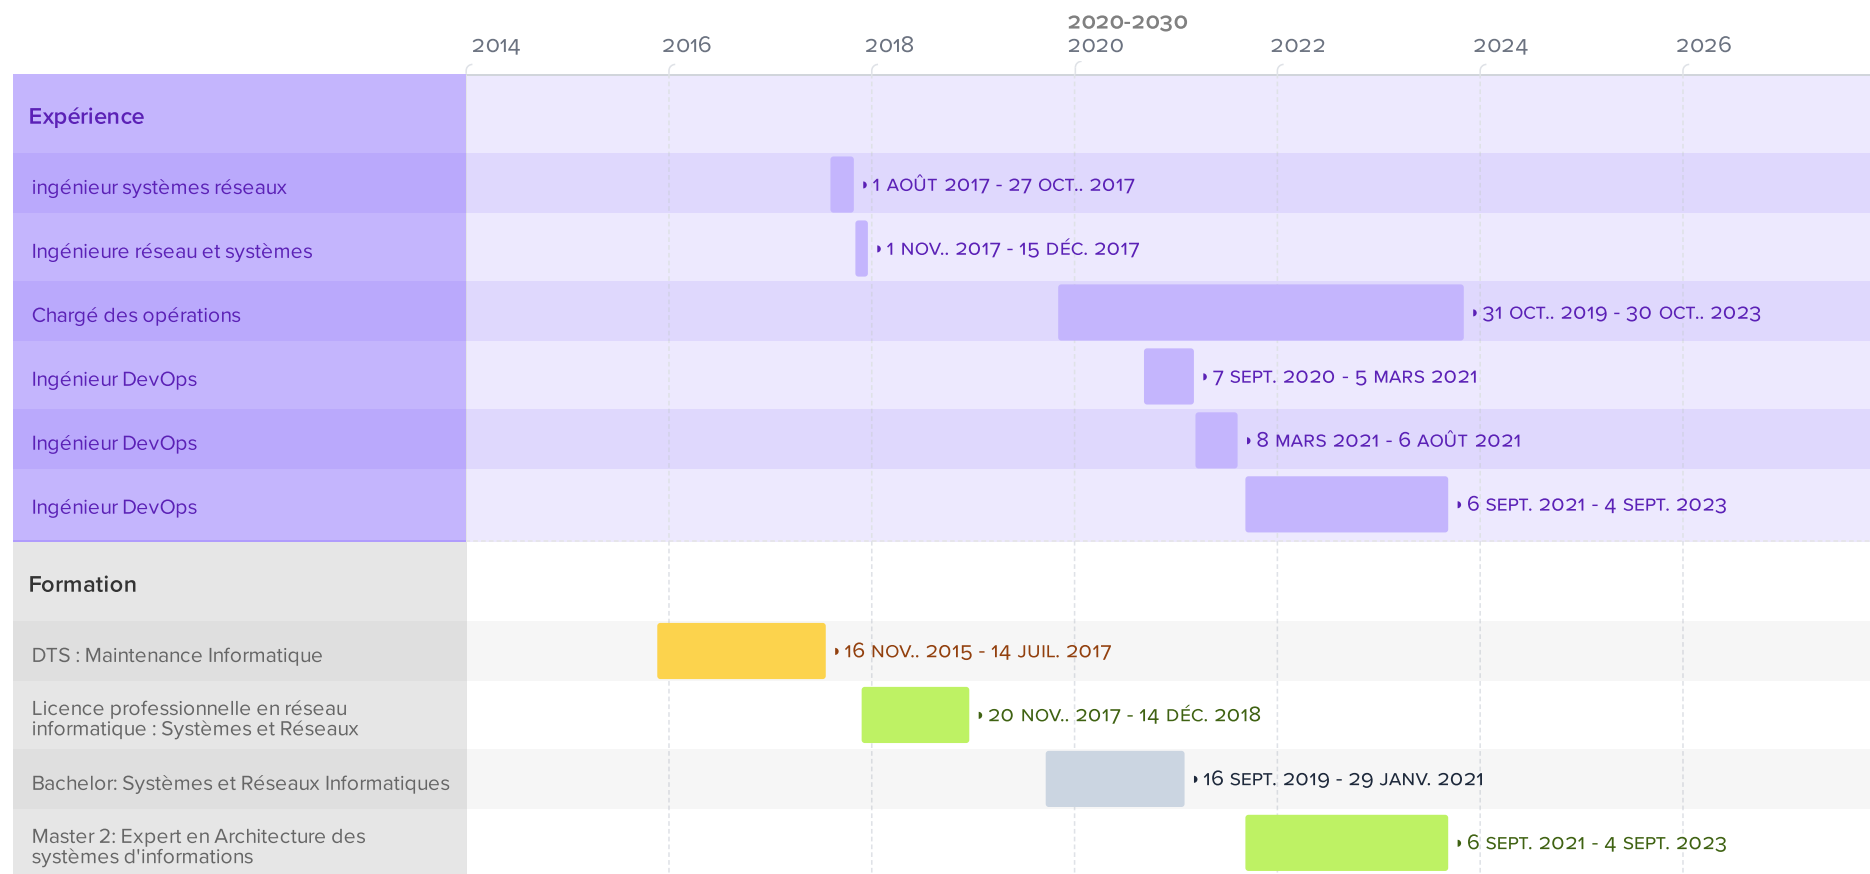 2020-2030
2014 2016 2018 2020 2022 2024 2026
Expérience
ingénieur systèmes réseaux 1 AOÛT 2017 - 27 OCT.. 2017
Ingénieure réseau et systèmes 1 NOV.. 2017 - 15 DÉC. 2017
Chargé des opérations 31 OCT.. 2019 - 30 OCT.. 2023
Ingénieur DevOps 7 SEPT. 2020 - 5 MARS 2021
Ingénieur DevOps 8 MARS 2021 - 6 AOÛT 2021
Ingénieur DevOps 6 SEPT. 2021 - 4 SEPT. 2023
Formation
DTS : Maintenance Informatique 16 NOV.. 2015 - 14 JUIL. 2017
Licence professionnelle en réseau
informatique : Systèmes et Réseaux 20 NOV.. 2017 - 14 DÉC. 2018
Bachelor: Systèmes et Réseaux Informatiques 16 SEPT. 2019 - 29 JANV. 2021
Master 2: Expert en Architecture des
systèmes d'informations 6 SEPT. 2021 - 4 SEPT. 2023